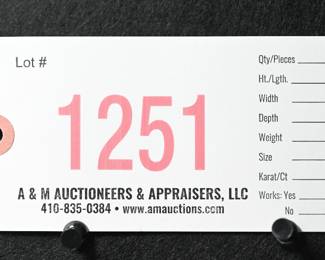 Lot #
1251
A & M AUCTIONEERS & APPRAISERS, LLC
410-835-0384 • www.amauctions.com
Qty/Pieces
Ht./Lgth.
Width
Depth
Weight
Size
Karat/Ct
Works: Yes
No